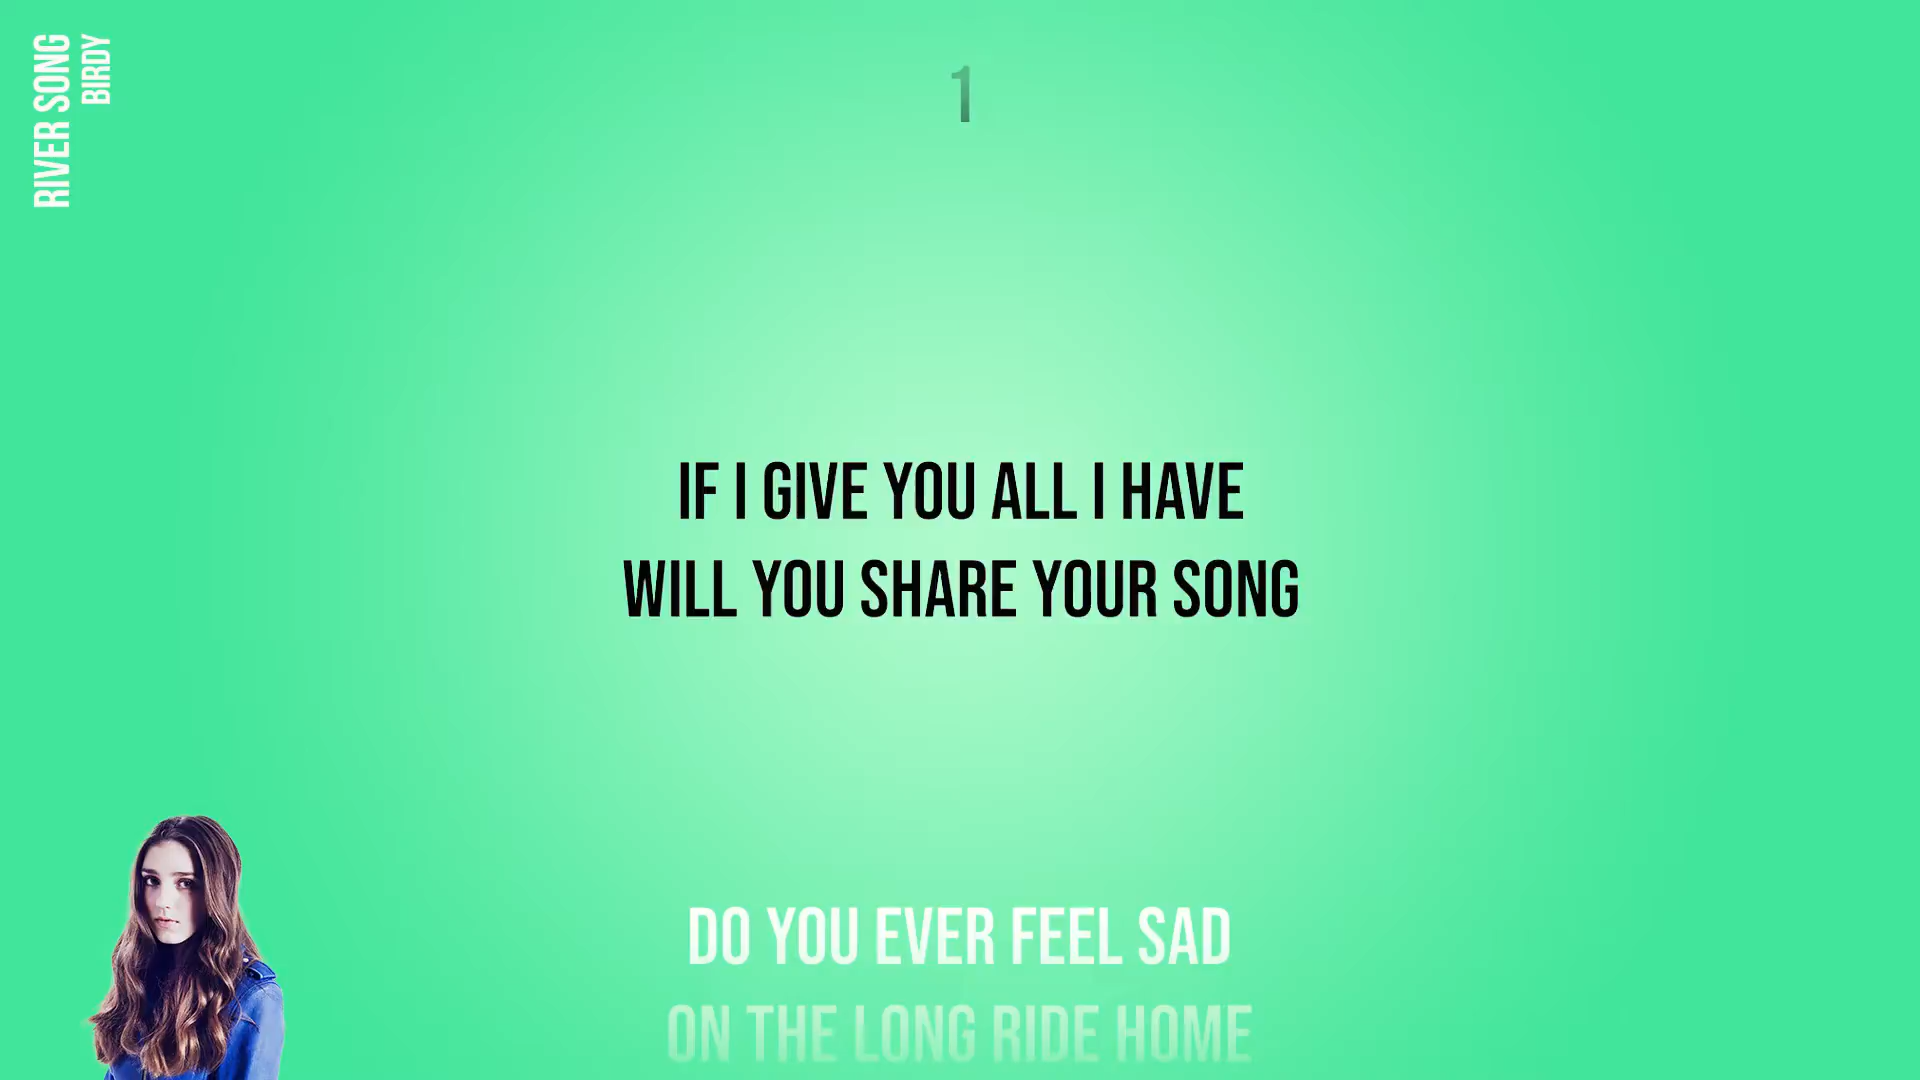 RIVER SONG
BIRDY
1
IF I GIVE YOU ALL I HAVE
WILL YOU SHARE YOUR SONG
DO YOU EVER FEEL SAD
ON THE LONG RIDE HOME